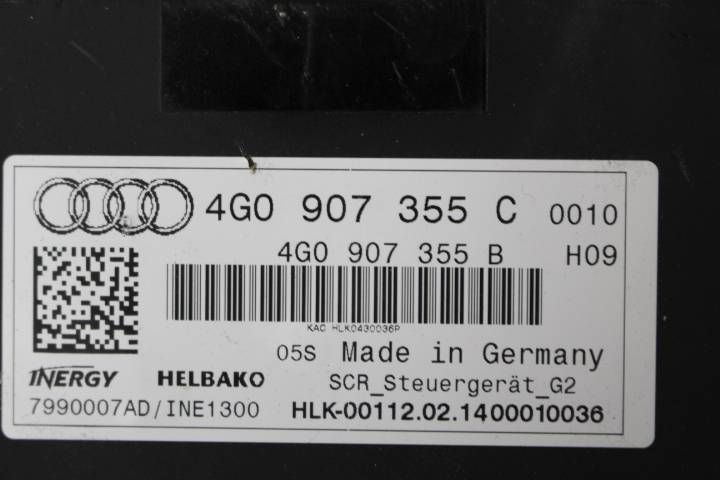 4G0 907 355 C 0010
4G0 907 355 B H09
KAC HLK0430036P
05S Made in Germany
INERGY HELBAKO SCR_Steuergerät_G2
7990007AD/INE1300 HLK-00112.02.1400010036